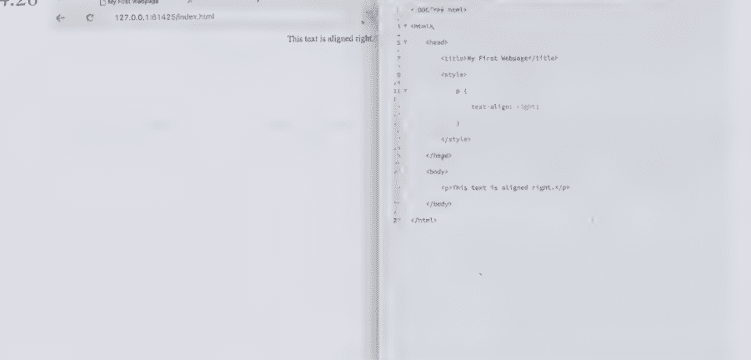 4.26
My First Webpage
127.0.0.1:61425/index.html
This text is aligned right.
<!DOCTYPE html>
<html>
<head>
<title>My First Webpage</title>
<style>
p {
text-align: right;
}
</style>
</head>
<body>
<p>This text is aligned right.</p>
</body>
</html>